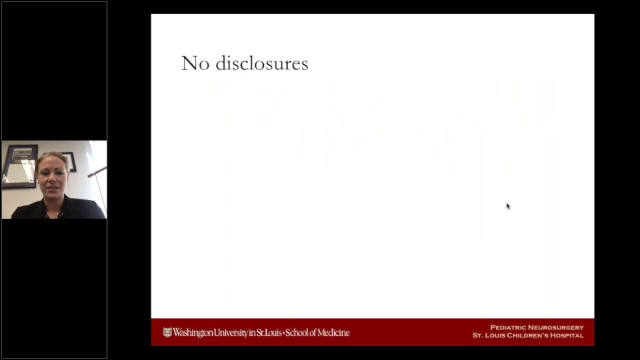 No disclosures
Washington University in St. Louis • School of Medicine
PEDIATRIC NEUROSURGERY
ST. LOUIS CHILDREN'S HOSPITAL